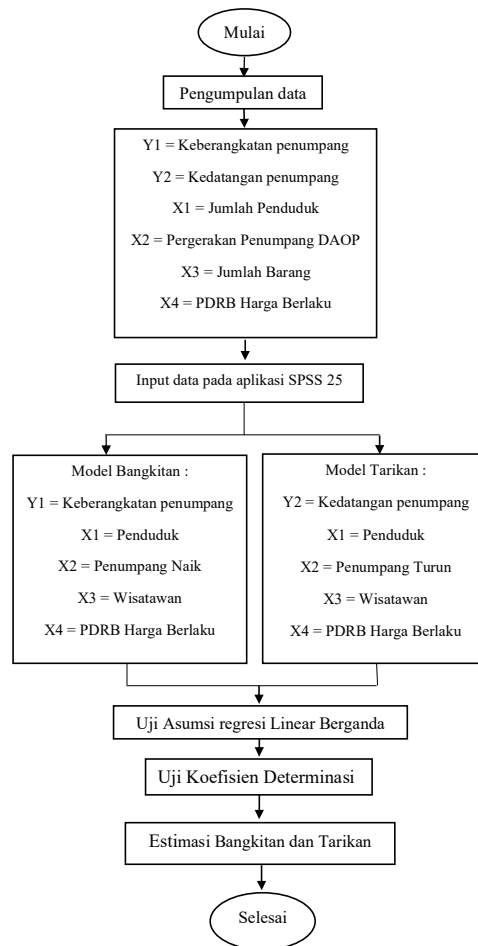 Mulai
Pengumpulan data
Y1 = Keberangkatan penumpang
Y2 = Kedatangan penumpang
X1 = Jumlah Penduduk
X2 = Pergerakan Penumpang DAOP
X3 = Jumlah Barang
X4 = PDRB Harga Berlaku
Input data pada aplikasi SPSS 25
Model Bangkitan :
Y1 = Keberangkatan penumpang
X1 = Penduduk
X2 = Penumpang Naik
X3 = Wisatawan
X4 = PDRB Harga Berlaku
Model Tarikan :
Y2 = Kedatangan penumpang
X1 = Penduduk
X2 = Penumpang Turun
X3 = Wisatawan
X4 = PDRB Harga Berlaku
Uji Asumsi regresi Linear Berganda
Uji Koefisien Determinasi
Estimasi Bangkitan dan Tarikan
Selesai